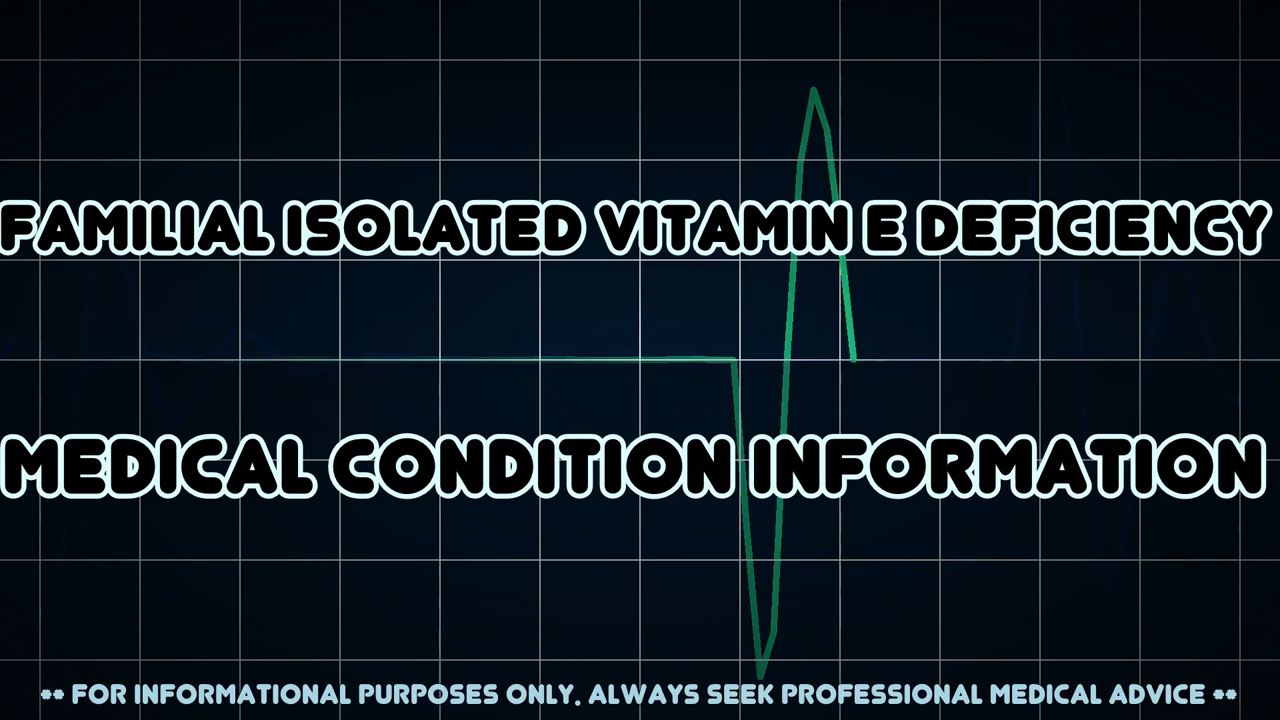 FAMILIAL ISOLATED VITAMIN E DEFICIENCY
MEDICAL CONDITION INFORMATION
** FOR INFORMATIONAL PURPOSES ONLY. ALWAYS SEEK PROFESSIONAL MEDICAL ADVICE **